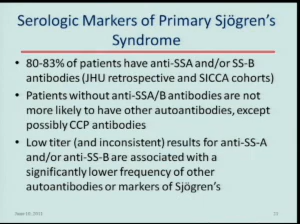 Serologic Markers of Primary Sjögren's
Syndrome
• 80-83% of patients have anti-SSA and/or SS-B
antibodies (JHU retrospective and SICCA cohorts)
• Patients without anti-SSA/B antibodies are not
more likely to have other autoantibodies, except
possibly CCP antibodies
• Low titer (and inconsistent) results for anti-SS-A
and/or anti-SS-B are associated with a
significantly lower frequency of other
autoantibodies or markers of Sjögren's